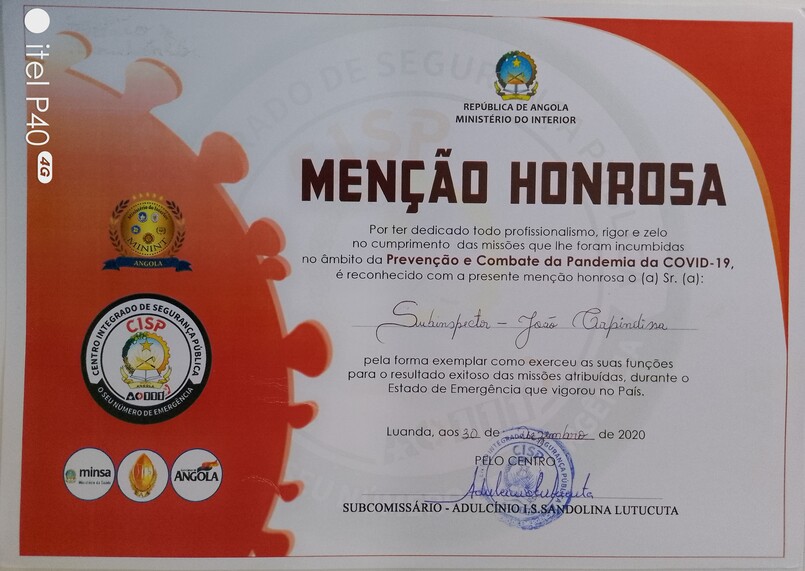 itel P40 4G
REPÚBLICA DE ANGOLA
MINISTÉRIO DO INTERIOR
MENÇÃO HONROSA
Por ter dedicado todo profissionalismo, rigor e zelo
no cumprimento das missões que lhe foram incumbidas
no âmbito da Prevenção e Combate da Pandemia da COVID-19,
é reconhecido com a presente menção honrosa o (a) Sr. (a):
Subinspector - João Capindina
pela forma exemplar como exerceu as suas funções
para o resultado exitoso das missões atribuídas, durante o
Estado de Emergência que vigorou no País.
Luanda, aos 30 de Dezembro de 2020
PELO CENTRO
SUBCOMISSÁRIO - ADULCÍNIO I.S.SANDOLINA LUTUCUTA
MININT
ANGOLA
CENTRO INTEGRADO DE SEGURANÇA PÚBLICA
CISP
O SEU NÚMERO DE EMERGÊNCIA
minsa
Ministério da Saúde
ANGOLA